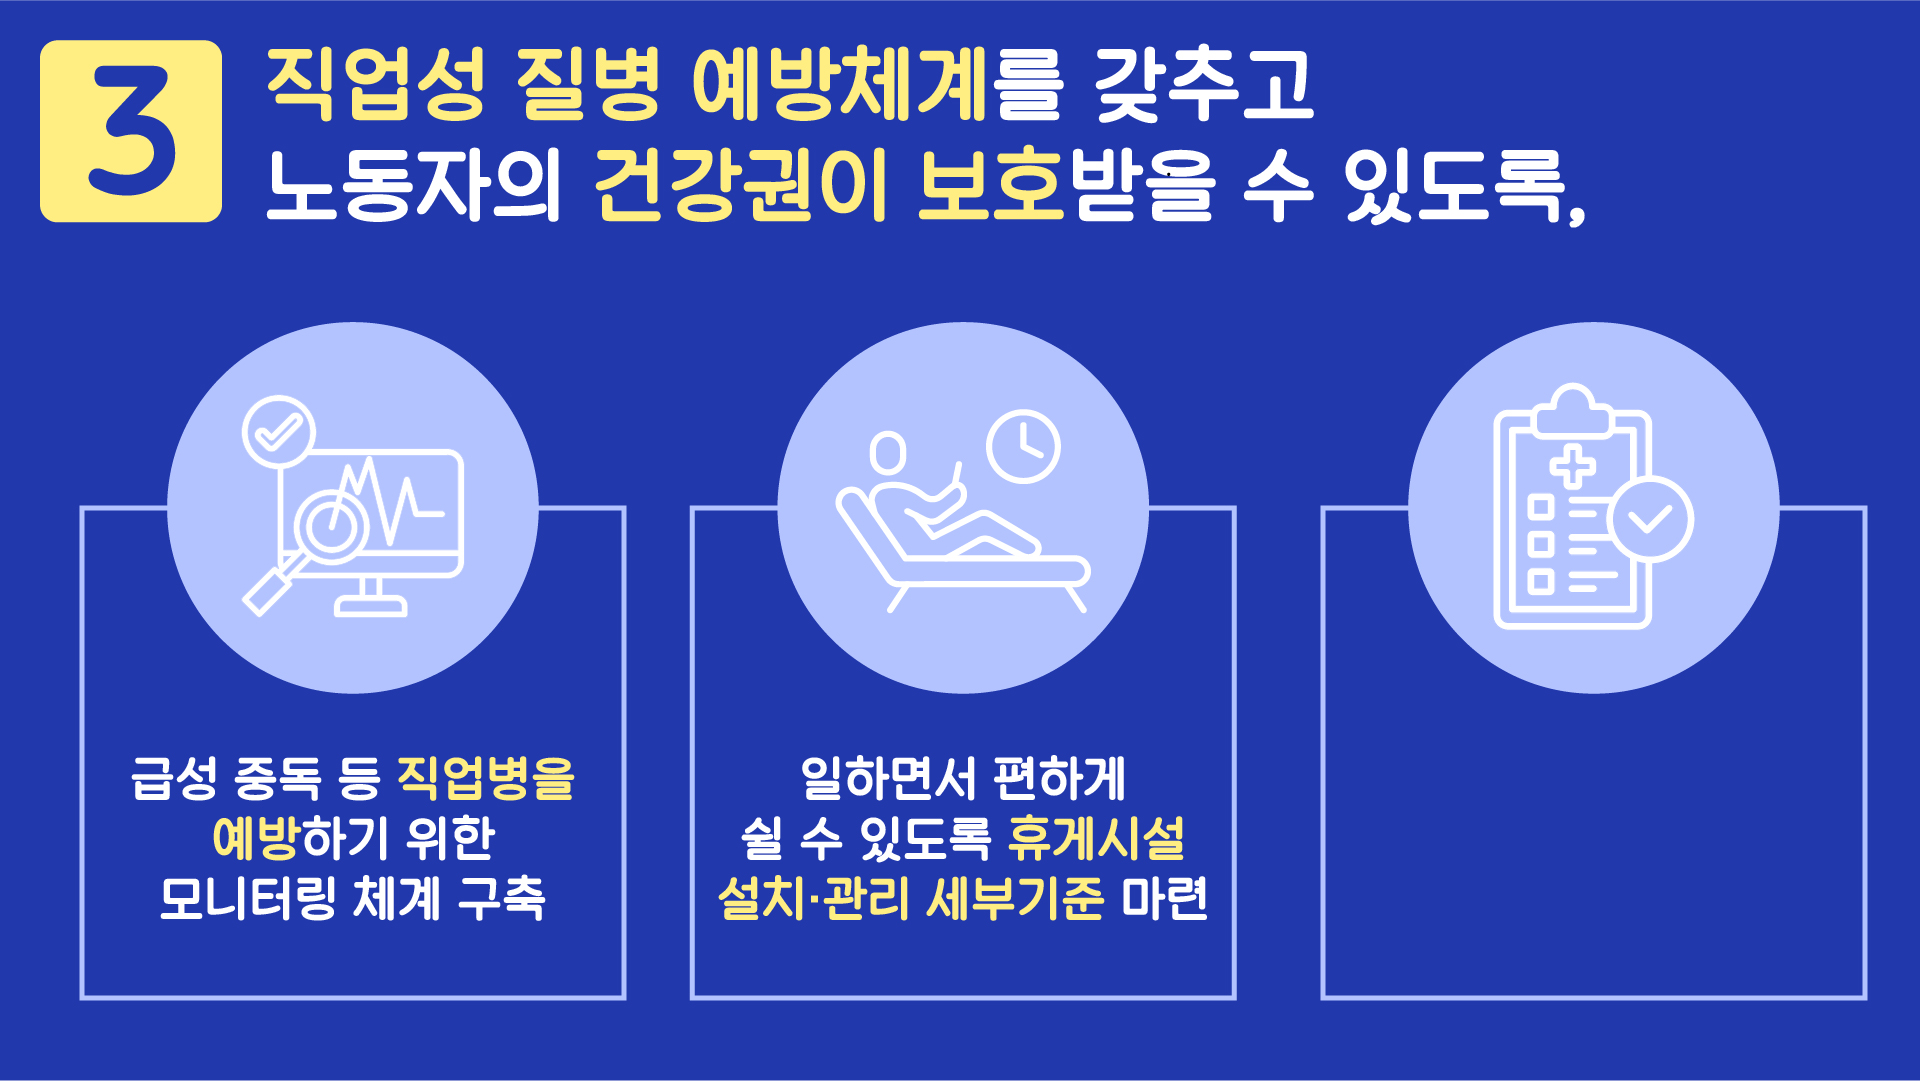 3
직업성 질병 예방체계를 갖추고
노동자의 건강권이 보호받을 수 있도록,
급성 중독 등 직업병을
예방하기 위한
모니터링 체계 구축
일하면서 편하게
쉴 수 있도록 휴게시설
설치·관리 세부기준 마련